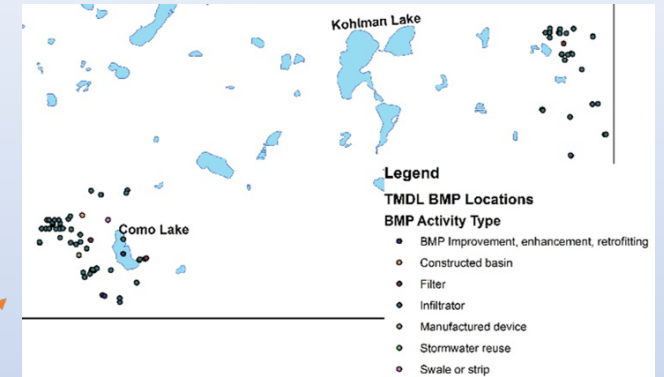 Kohlman Lake
Como Lake
Legend
TMDL BMP Locations
BMP Activity Type
BMP Improvement, enhancement, retrofitting
Constructed basin
Filter
Infiltrator
Manufactured device
Stormwater reuse
Swale or strip